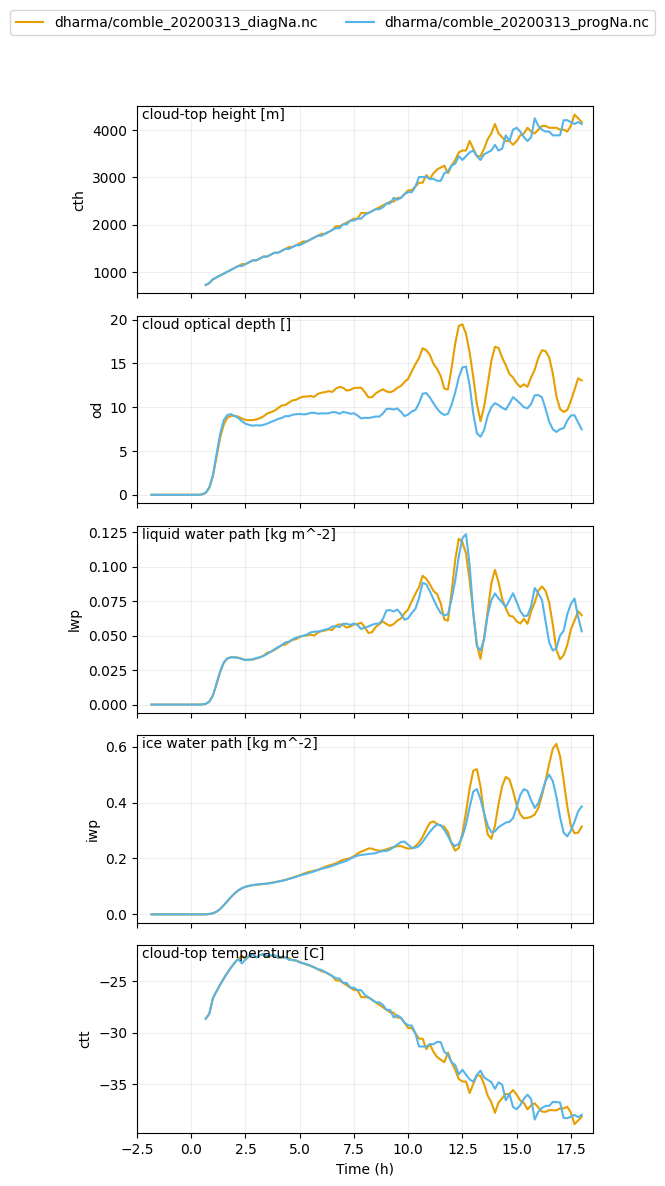 dharma/comble_20200313_diagNa.nc dharma/comble_20200313_progNa.nc
cloud-top height [m]
4000
3000
2000
1000
cth
cloud optical depth []
20
15
10
5
0
od
liquid water path [kg m^-2]
0.125
0.100
0.075
0.050
0.025
0.000
lwp
ice water path [kg m^-2]
0.6
0.4
0.2
0.0
iwp
cloud-top temperature [C]
−25
−30
−35
ctt
−2.5 0.0 2.5 5.0 7.5 10.0 12.5 15.0 17.5
Time (h)